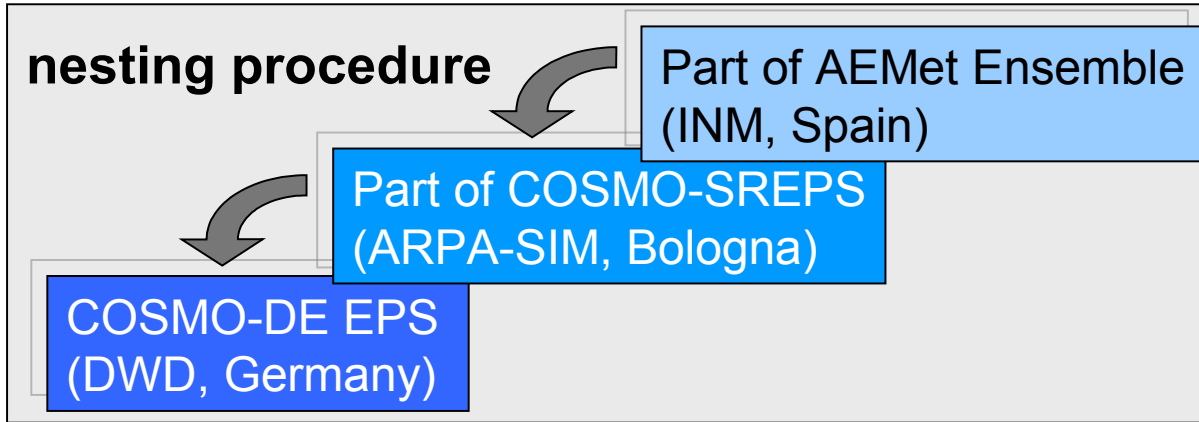 nesting procedure
Part of AEMet Ensemble
(INM, Spain)
Part of COSMO-SREPS
(ARPA-SIM, Bologna)
COSMO-DE EPS
(DWD, Germany)